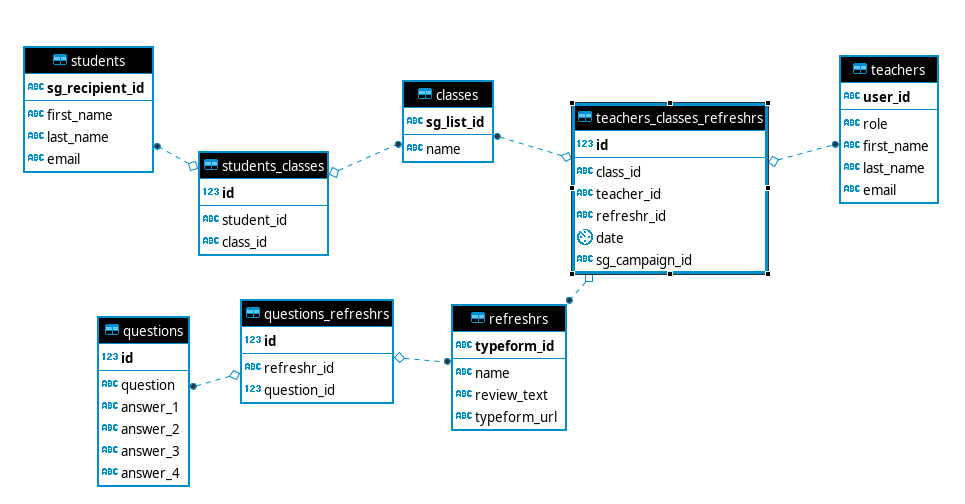 students
ABC sg_recipient_id
ABC first_name
ABC last_name
ABC email
students_classes
123 id
ABC student_id
ABC class_id
classes
ABC sg_list_id
ABC name
teachers_classes_refreshrs
123 id
ABC class_id
ABC teacher_id
ABC refreshr_id
date
ABC sg_campaign_id
teachers
ABC user_id
ABC role
ABC first_name
ABC last_name
ABC email
questions
123 id
ABC question
ABC answer_1
ABC answer_2
ABC answer_3
ABC answer_4
questions_refreshrs
123 id
ABC refreshr_id
123 question_id
refreshrs
ABC typeform_id
ABC name
ABC review_text
ABC typeform_url